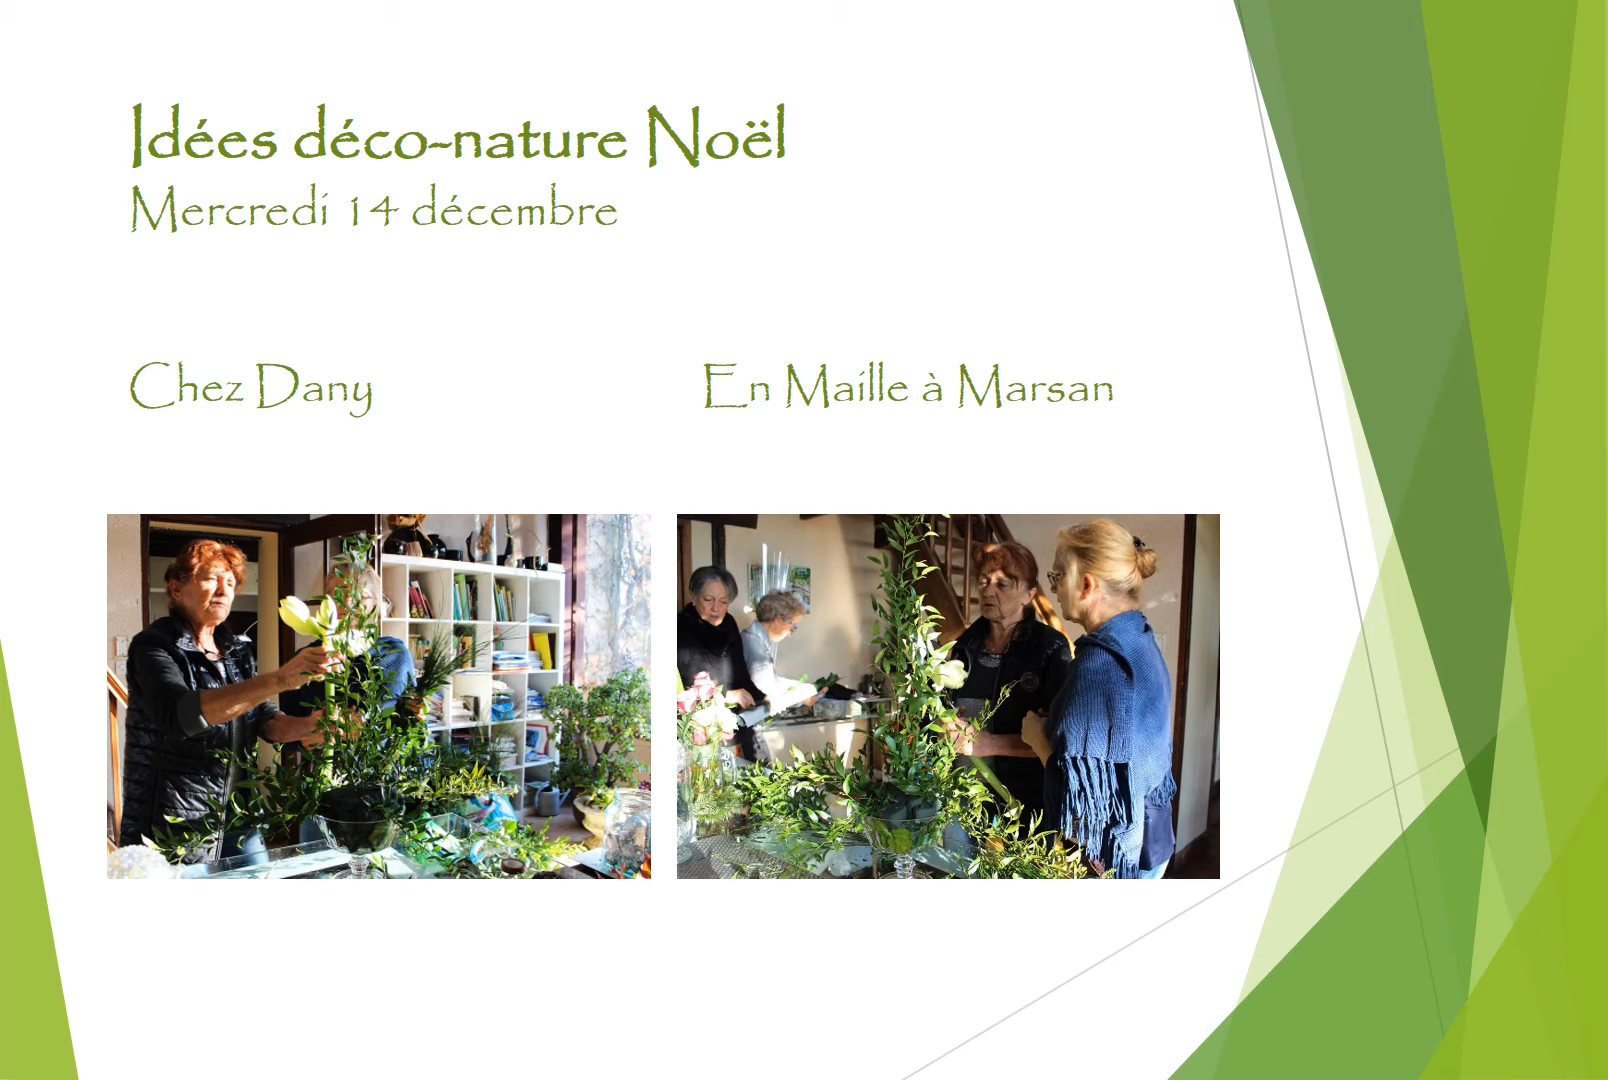 Idées déco-nature Noël
Mercredi 14 décembre
Chez Dany
En Maille à Marsan